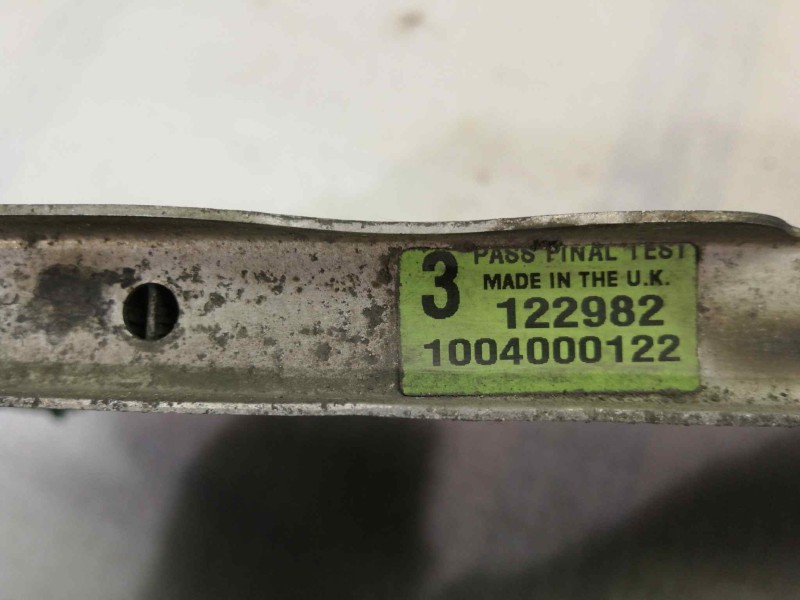 3 PASS FINAL TEST
MADE IN THE U.K.
122982
1004000122